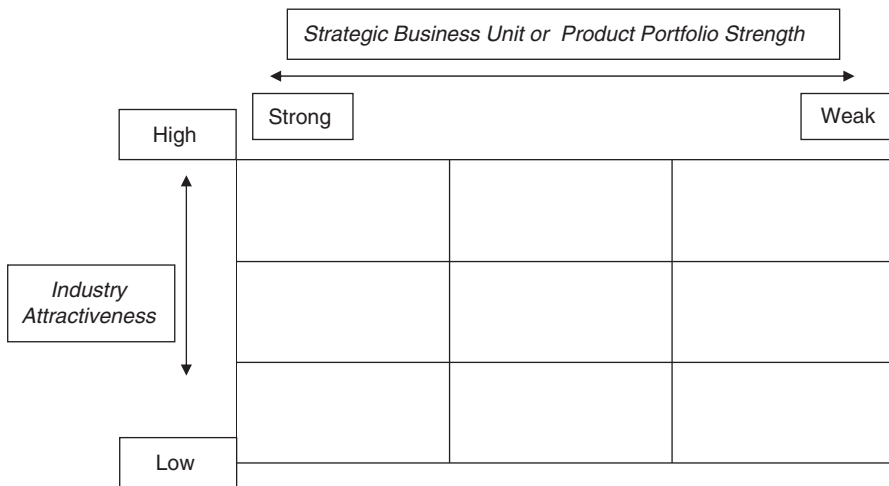 Strategic Business Unit or Product Portfolio Strength
Strong
Weak
High
Industry
Attractiveness
Low